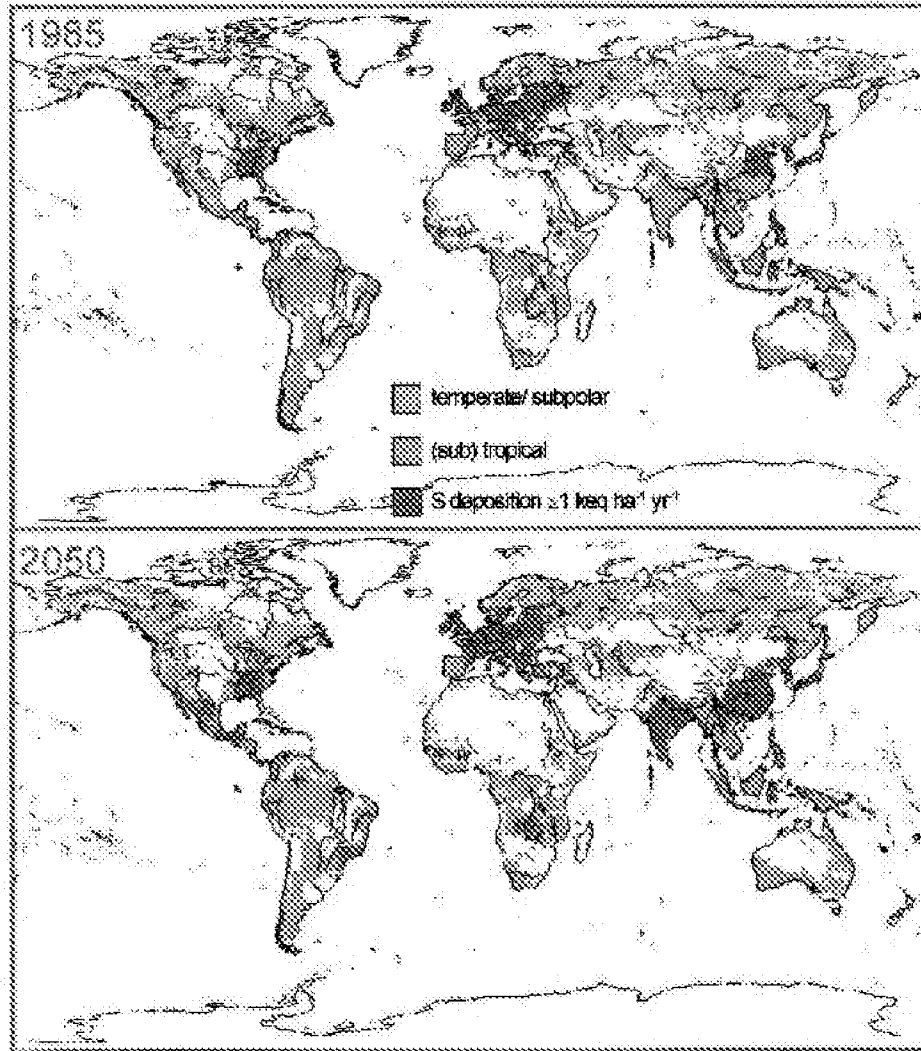 1985
temperate/ subpolar
(sub) tropical
S deposition ≥1 keq ha⁻¹ yr⁻¹
2050